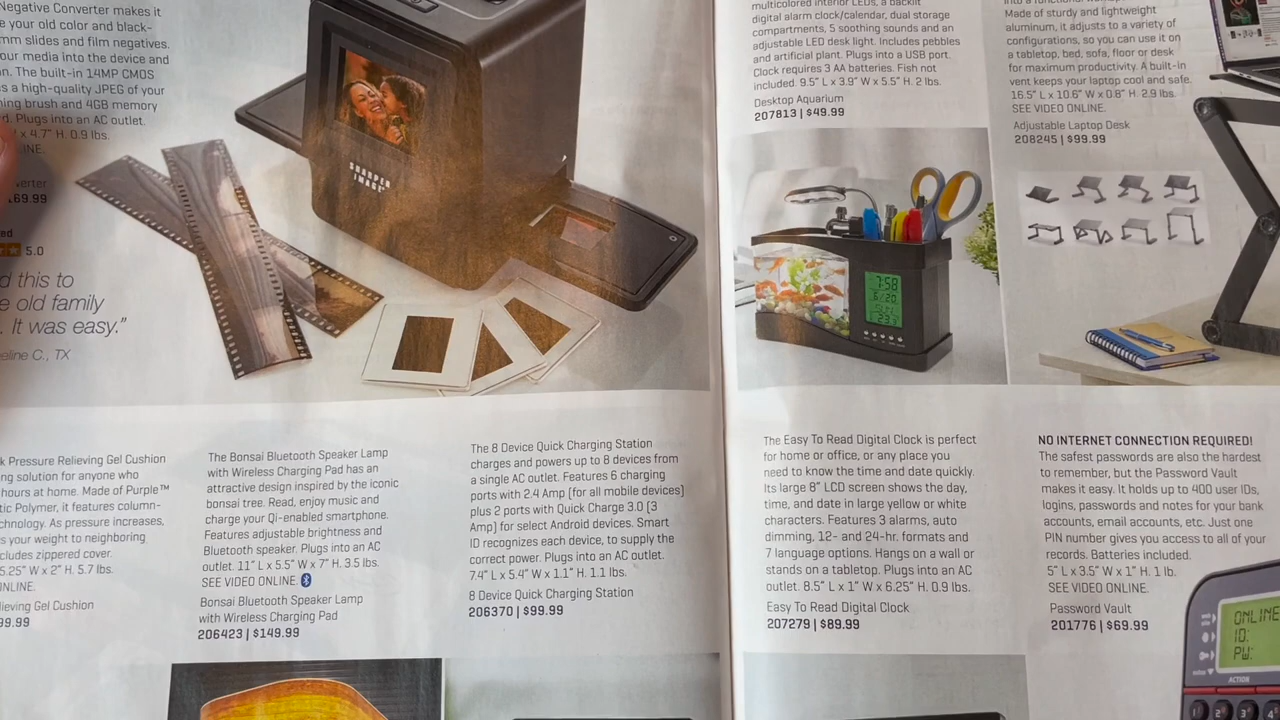 Negative Converter makes it
your old color and black-
mm slides and film negatives.
our media into the device and
The built-in 14MP CMOS
a high-quality JPEG of your
brush and 4GB memory
Plugs into an AC outlet.
x 4.7" H. 0.9 lbs.
69.99
5.0
this to
old family
It was easy."
C., TX
SHARPER
IMAGE
Pressure Relieving Gel Cushion
solution for anyone who
hours at home. Made of Purple™
Polymer, it features column-
As pressure increases,
your weight to neighboring
zippered cover.
5.25" W x 2" H. 5.7 lbs.
Gel Cushion
99.99
The Bonsai Bluetooth Speaker Lamp
with Wireless Charging Pad has an
attractive design inspired by the iconic
bonsai tree. Read, enjoy music and
charge your Qi-enabled smartphone.
Features adjustable brightness and
Bluetooth speaker. Plugs into an AC
outlet. 11" L x 5.5" W x 7" H. 3.5 lbs.
SEE VIDEO ONLINE.
Bonsai Bluetooth Speaker Lamp
with Wireless Charging Pad
206423 | $149.99
The 8 Device Quick Charging Station
charges and powers up to 8 devices from
a single AC outlet. Features 6 charging
ports with 2.4 Amp [for all mobile devices]
plus 2 ports with Quick Charge 3.0 [3
Amp] for select Android devices. Smart
ID recognizes each device, to supply the
correct power. Plugs into an AC outlet.
7.4" L x 5.4" W x 1.1" H. 1.1 lbs.
8 Device Quick Charging Station
206370 | $99.99
multicolored interior LEDs, a backlit
digital alarm clock/calendar, dual storage
compartments, 5 soothing sounds and an
adjustable LED desk light. Includes pebbles
and artificial plant. Plugs into a USB port.
Clock requires 3 AA batteries. Fish not
included. 9.5" L x 3.9" W x 5.5" H. 2 lbs.
Desktop Aquarium
207813 | $49.99
Made of sturdy and lightweight
aluminum, it adjusts to a variety of
configurations, so you can use it on
a tabletop, bed, sofa, floor or desk
for maximum productivity. A built-in
vent keeps your laptop cool and safe.
16.5" L x 10.6" W x 0.8" H. 2.9 lbs.
SEE VIDEO ONLINE.
Adjustable Laptop Desk
208245 | $99.99
7:58
6/20
The Easy To Read Digital Clock is perfect
for home or office, or any place you
need to know the time and date quickly.
Its large 8" LCD screen shows the day,
time, and date in large yellow or white
characters. Features 3 alarms, auto
dimming, 12- and 24-hr. formats and
7 language options. Hangs on a wall or
stands on a tabletop. Plugs into an AC
outlet. 8.5" L x 1" W x 6.25" H. 0.9 lbs.
Easy To Read Digital Clock
207279 | $89.99
NO INTERNET CONNECTION REQUIRED!
The safest passwords are also the hardest
to remember, but the Password Vault
makes it easy. It holds up to 400 user IDs,
logins, passwords and notes for your bank
accounts, email accounts, etc. Just one
PIN number gives you access to all of your
records. Batteries included.
5" L x 3.5" W x 1" H. 1 lb.
SEE VIDEO ONLINE.
Password Vault
201776 | $69.99
ONLINE
ID:
PW:
ACTION